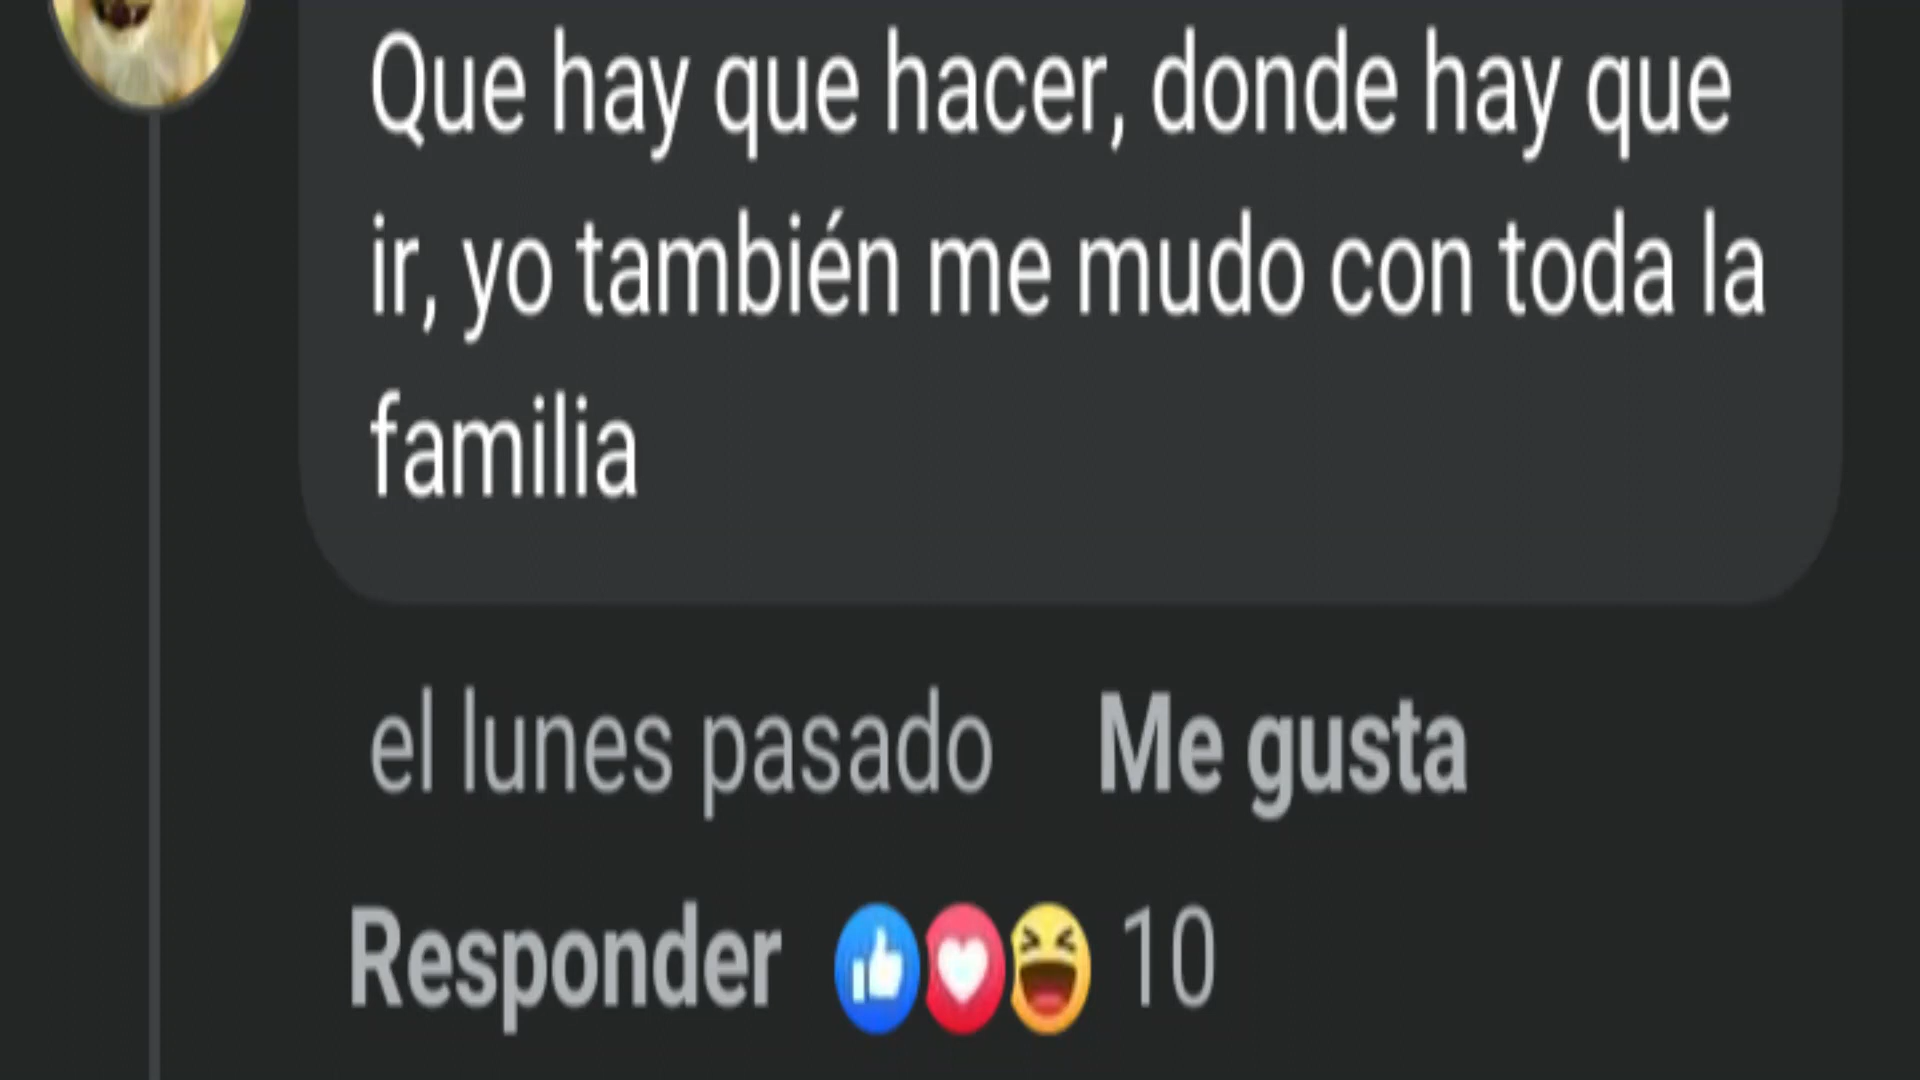 Que hay que hacer, donde hay que
ir, yo también me mudo con toda la
familia
el lunes pasado Me gusta
Responder 10